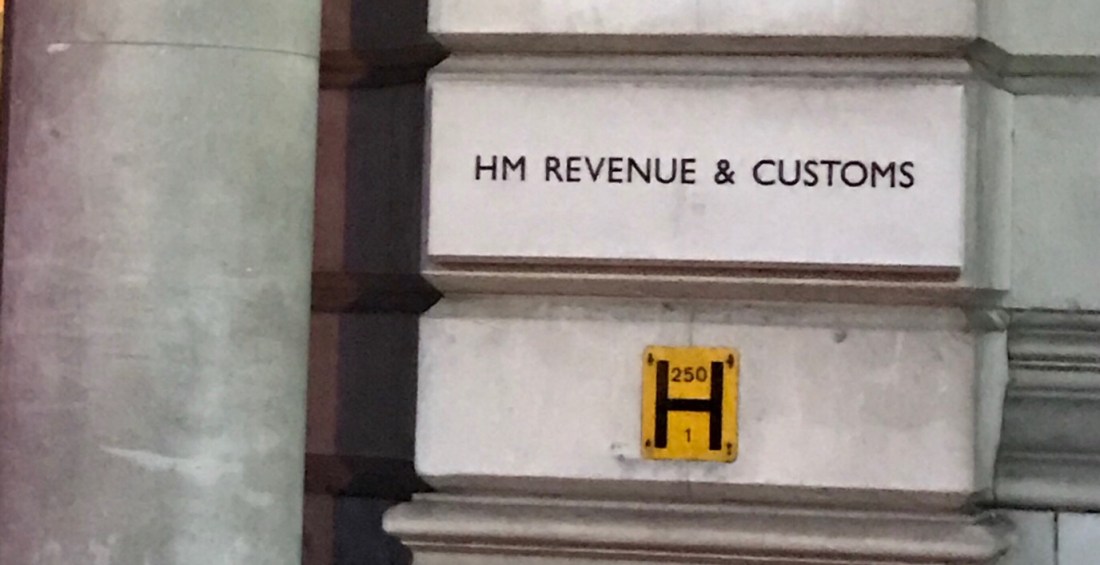 HM REVENUE & CUSTOMS
250
H
1